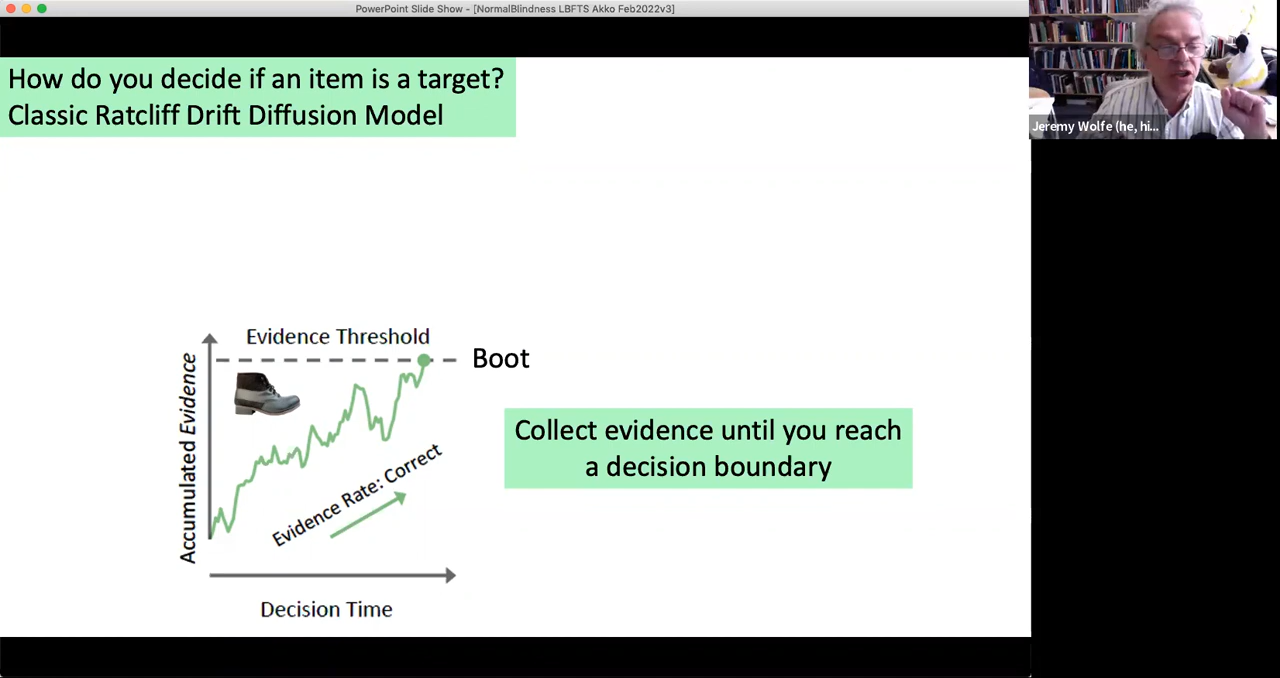 PowerPoint Slide Show - [NormalBlindness LBFTS Akko Feb2022v3]
How do you decide if an item is a target?
Classic Ratcliff Drift Diffusion Model
Jeremy Wolfe (he, hi...
Evidence Threshold
Boot
Accumulated Evidence
Evidence Rate: Correct
Collect evidence until you reach
a decision boundary
Decision Time